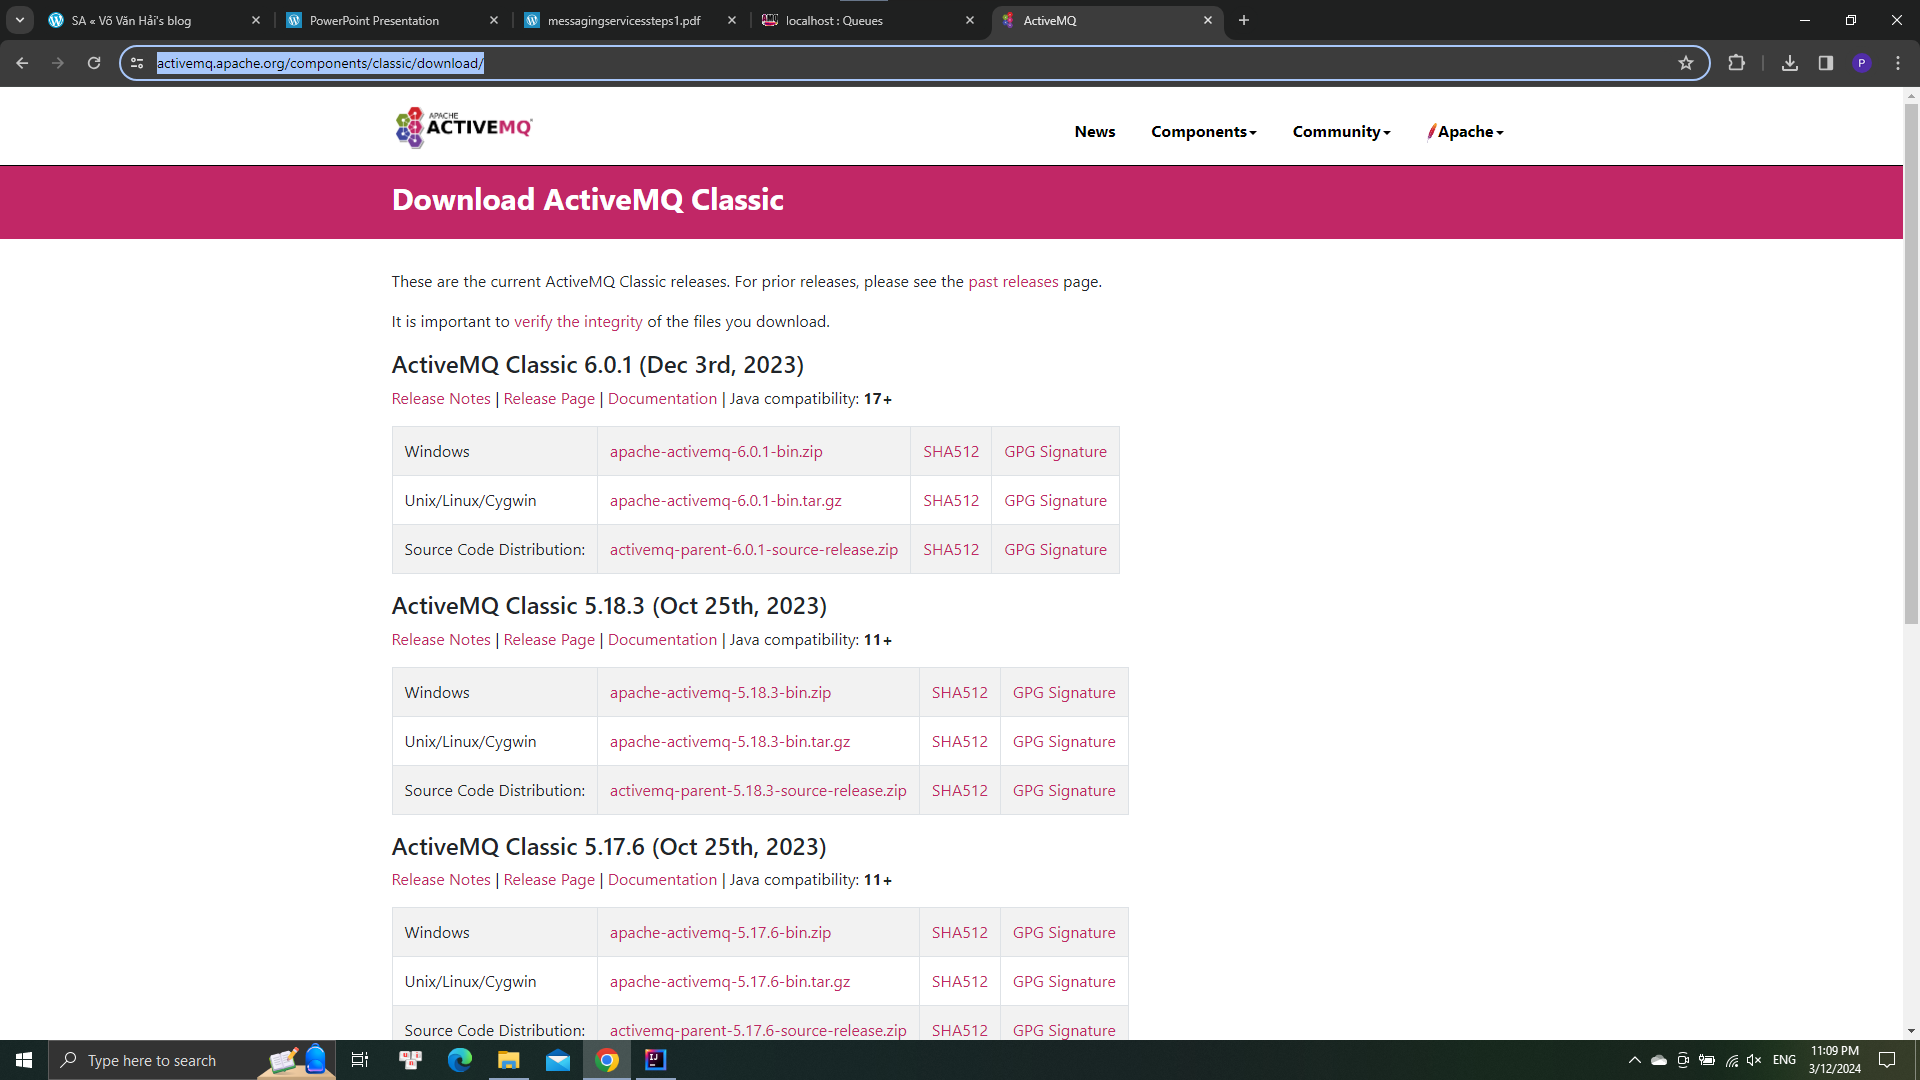 SA « Võ Văn Hải's blog
PowerPoint Presentation
messagingservicessteps1.pdf
localhost : Queues
ActiveMQ
activemq.apache.org/components/classic/download/
P
APACHE
ACTIVEMQ
News
Components
Community
Apache
Download ActiveMQ Classic
These are the current ActiveMQ Classic releases. For prior releases, please see the past releases page.
It is important to verify the integrity of the files you download.
ActiveMQ Classic 6.0.1 (Dec 3rd, 2023)
Release Notes | Release Page | Documentation | Java compatibility: 17+
Windows apache-activemq-6.0.1-bin.zip SHA512 GPG Signature
Unix/Linux/Cygwin apache-activemq-6.0.1-bin.tar.gz SHA512 GPG Signature
Source Code Distribution: activemq-parent-6.0.1-source-release.zip SHA512 GPG Signature
ActiveMQ Classic 5.18.3 (Oct 25th, 2023)
Release Notes | Release Page | Documentation | Java compatibility: 11+
Windows apache-activemq-5.18.3-bin.zip SHA512 GPG Signature
Unix/Linux/Cygwin apache-activemq-5.18.3-bin.tar.gz SHA512 GPG Signature
Source Code Distribution: activemq-parent-5.18.3-source-release.zip SHA512 GPG Signature
ActiveMQ Classic 5.17.6 (Oct 25th, 2023)
Release Notes | Release Page | Documentation | Java compatibility: 11+
Windows apache-activemq-5.17.6-bin.zip SHA512 GPG Signature
Unix/Linux/Cygwin apache-activemq-5.17.6-bin.tar.gz SHA512 GPG Signature
Source Code Distribution: activemq-parent-5.17.6-source-release.zip SHA512 GPG Signature
Type here to search
ENG
11:09 PM
3/12/2024